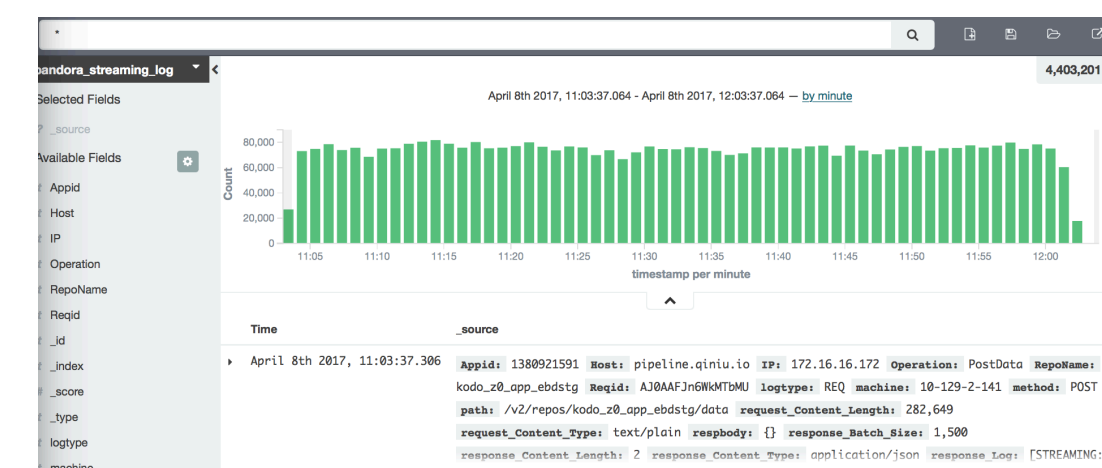 *
pandora_streaming_log
4,403,201
Selected Fields
? _source
Available Fields
t Appid
t Host
t IP
t Operation
t RepoName
t Reqid
t _id
t _index
# _score
t _type
t logtype
t machine
April 8th 2017, 11:03:37.064 - April 8th 2017, 12:03:37.064 — by minute
Count
80,000
60,000
40,000
20,000
0
11:05 11:10 11:15 11:20 11:25 11:30 11:35 11:40 11:45 11:50 11:55 12:00
timestamp per minute
Time _source
April 8th 2017, 11:03:37.306 Appid: 1380921591 Host: pipeline.qiniu.io IP: 172.16.16.172 Operation: PostData RepoName:
kodo_z0_app_ebdstg Reqid: AJ0AAFJn6WkMTbMU logtype: REQ machine: 10-129-2-141 method: POST
path: /v2/repos/kodo_z0_app_ebdstg/data request_Content_Length: 282,649
request_Content_Type: text/plain respbody: {} response_Batch_Size: 1,500
response_Content_Length: 2 response_Content_Type: application/json response_Log: [STREAMING: